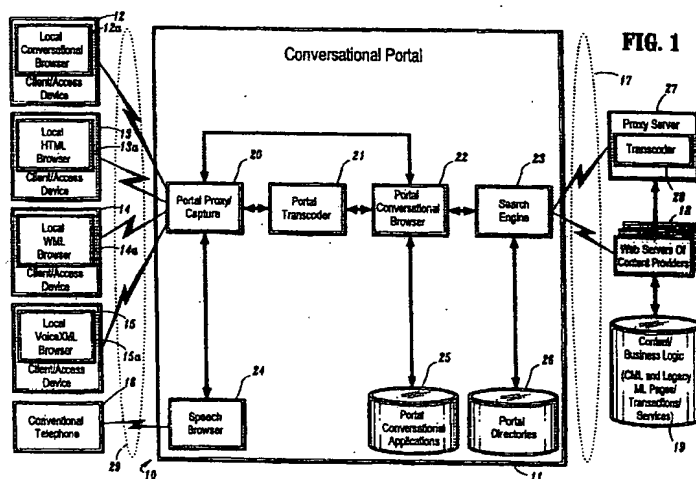 FIG. 1
Conversational Portal
12
12a
Local
Conversational
Browser
Client/Access
Device
13
13a
Local
HTML
Browser
Client/Access
Device
14
14a
Local
WML
Browser
Client/Access
Device
15
15a
Local
VoiceXML
Browser
Client/Access
Device
16
Conventional
Telephone
29
10
11
20
Portal Proxy/
Capture
21
Portal
Transcoder
22
Portal
Conversational
Browser
23
Search
Engine
24
Speech
Browser
25
Portal
Conversational
Applications
26
Portal
Directories
17
27
Proxy Server
Transcoder
28
18
Web Servers Of
Content Providers
Content/
Business Logic
(CML and Legacy
ML Pages/
Transactions/
Services)
19